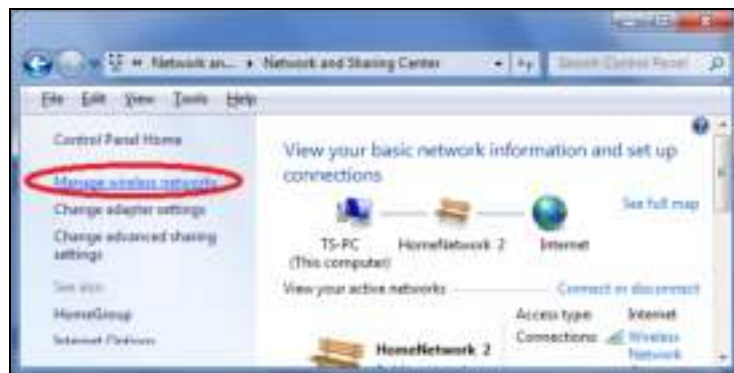 Network an... Network and Sharing Center Search Control Panel
File Edit View Tools Help
Control Panel Home
Manage wireless networks
Change adapter settings
Change advanced sharing
settings
See also
HomeGroup
Internet Options
View your basic network information and set up
connections
See full map
TS-PC HomeNetwork 2 Internet
(This computer)
View your active networks Connect or disconnect
Access type: Internet
HomeNetwork 2 Connections: Wireless
Network